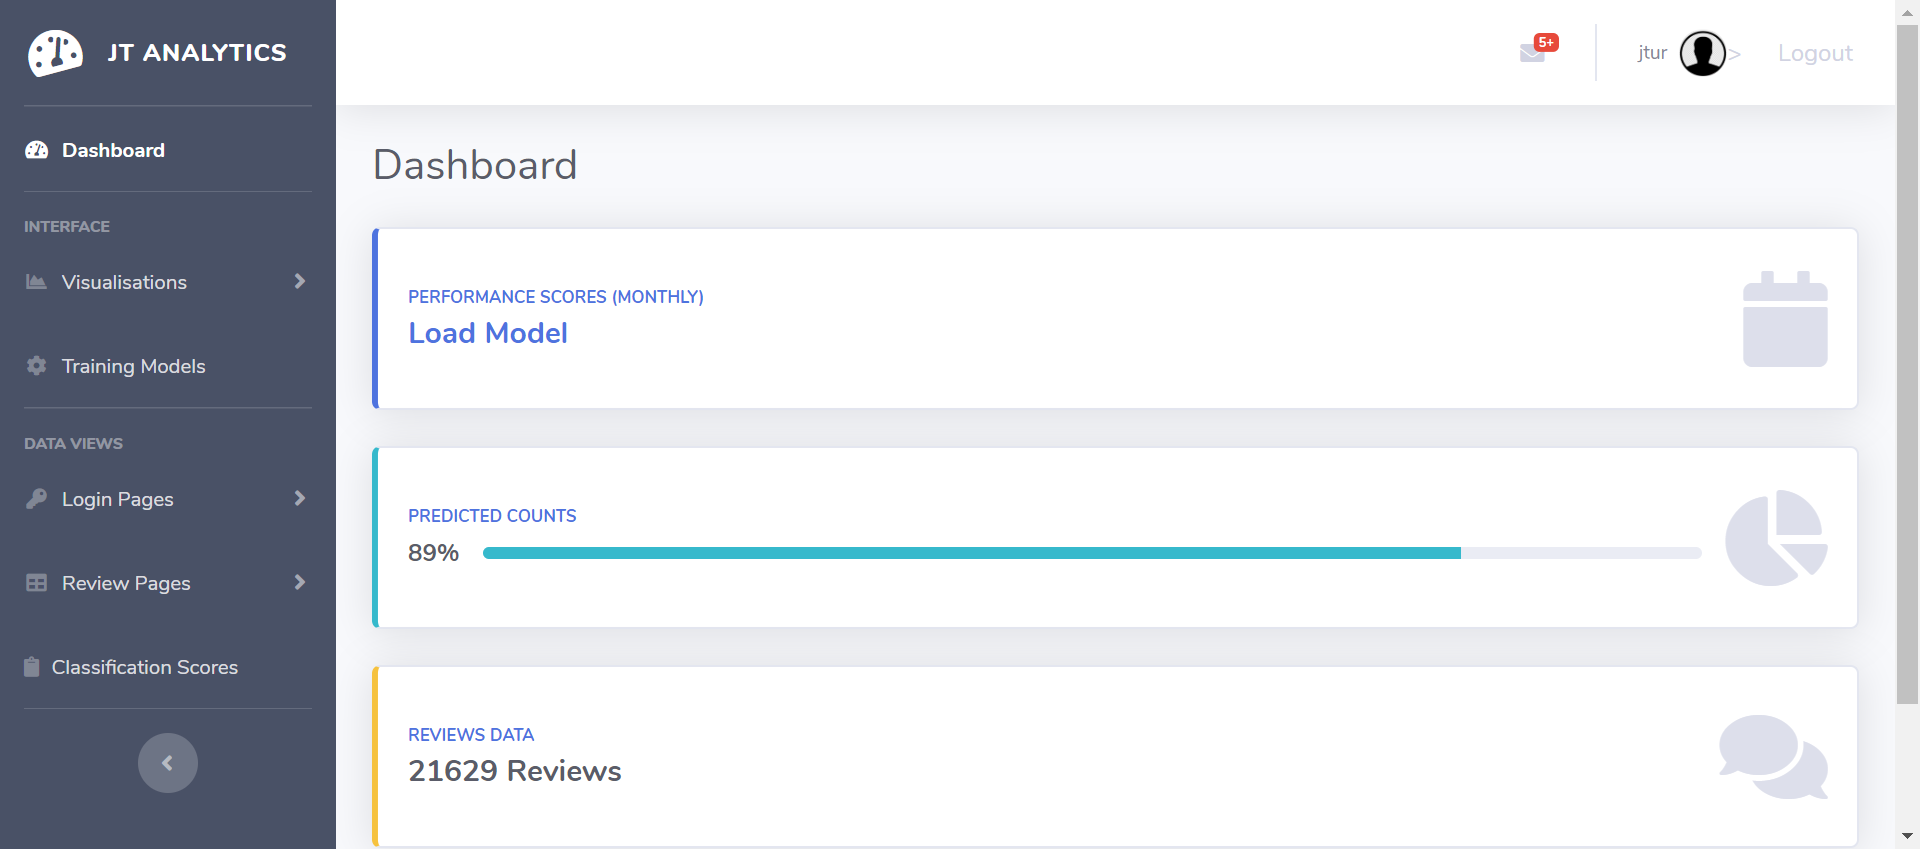 JT ANALYTICS
Dashboard
INTERFACE
Visualisations
Training Models
DATA VIEWS
Login Pages
Review Pages
Classification Scores
5+
jtur
>
Logout
Dashboard
PERFORMANCE SCORES (MONTHLY)
Load Model
PREDICTED COUNTS
89%
REVIEWS DATA
21629 Reviews